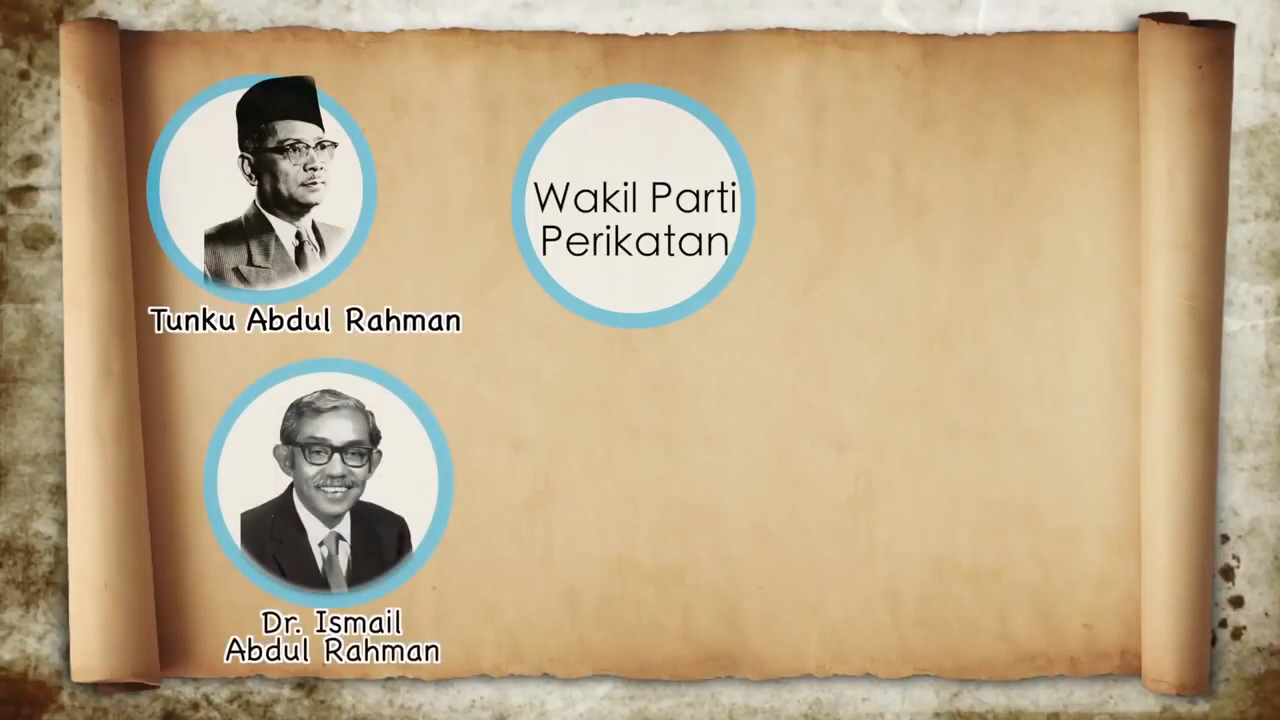 Wakil Parti
Perikatan
Tunku Abdul Rahman
Dr. Ismail
Abdul Rahman